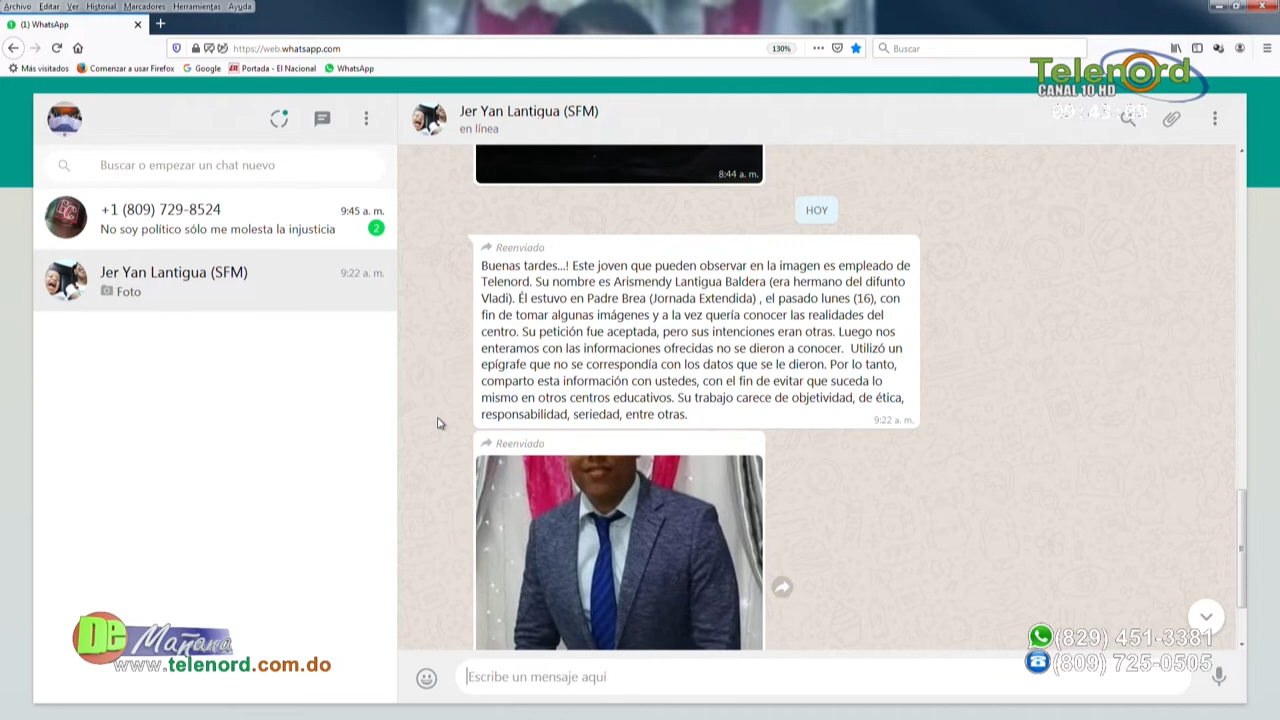 Archivo Editar Ver Historial Marcadores Herramientas Ayuda
(1) WhatsApp
https://web.whatsapp.com
130%
Buscar
Más visitados Comenzar a usar Firefox Google Portada - El Nacional WhatsApp
Telenord
CANAL 10.HD
Jer Yan Lantigua (SFM)
en línea
Buscar o empezar un chat nuevo
+1 (809) 729-8524
9:45 a. m.
No soy político sólo me molesta la injusticia
2
Jer Yan Lantigua (SFM)
9:22 a. m.
Foto
8:44 a. m.
HOY
Reenviado
Buenas tardes...! Este joven que pueden observar en la imagen es empleado de
Telenord. Su nombre es Arismendy Lantigua Baldera (era hermano del difunto
Vladi). Él estuvo en Padre Brea (Jornada Extendida) , el pasado lunes (16), con
fin de tomar algunas imágenes y a la vez quería conocer las realidades del
centro. Su petición fue aceptada, pero sus intenciones eran otras. Luego nos
enteramos con las informaciones ofrecidas no se dieron a conocer. Utilizó un
epígrafe que no se correspondía con los datos que se le dieron. Por lo tanto,
comparto esta información con ustedes, con el fin de evitar que suceda lo
mismo en otros centros educativos. Su trabajo carece de objetividad, de ética,
responsabilidad, seriedad, entre otras.
9:22 a. m.
Reenviado
Escribe un mensaje aquí
De Mañana
www.telenord.com.do
(829) 451-3381
(809) 725-0505